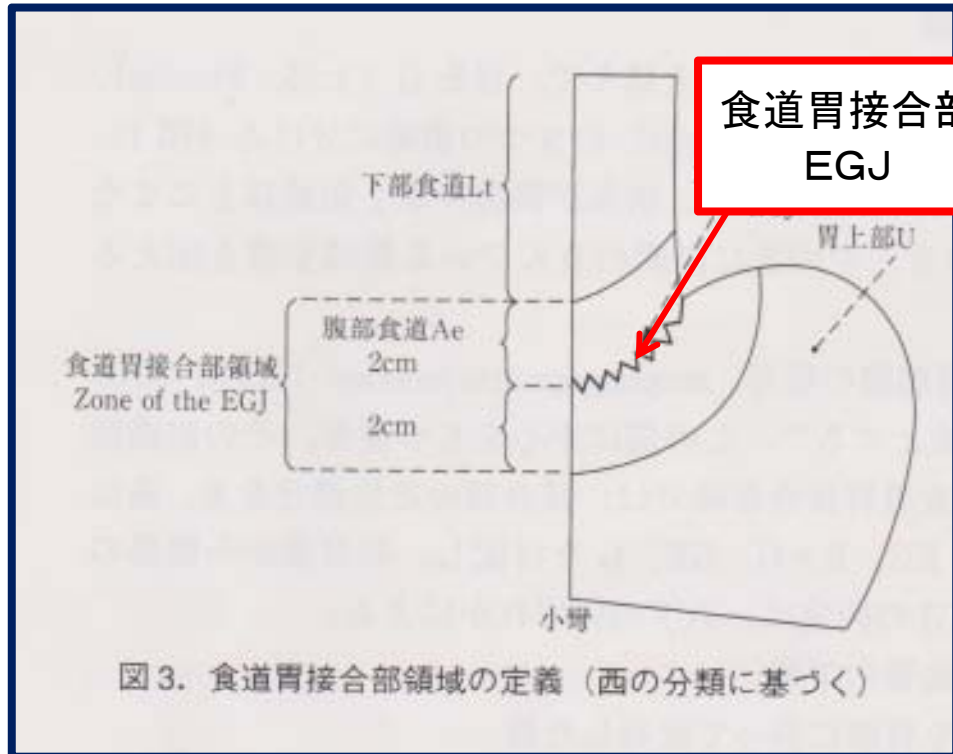 食道胃接合部
EGJ
下部食道Lt
胃上部U
腹部食道Ae
2cm
食道胃接合部領域
Zone of the EGJ
2cm
小彎
図3. 食道胃接合部領域の定義（西の分類に基づく）